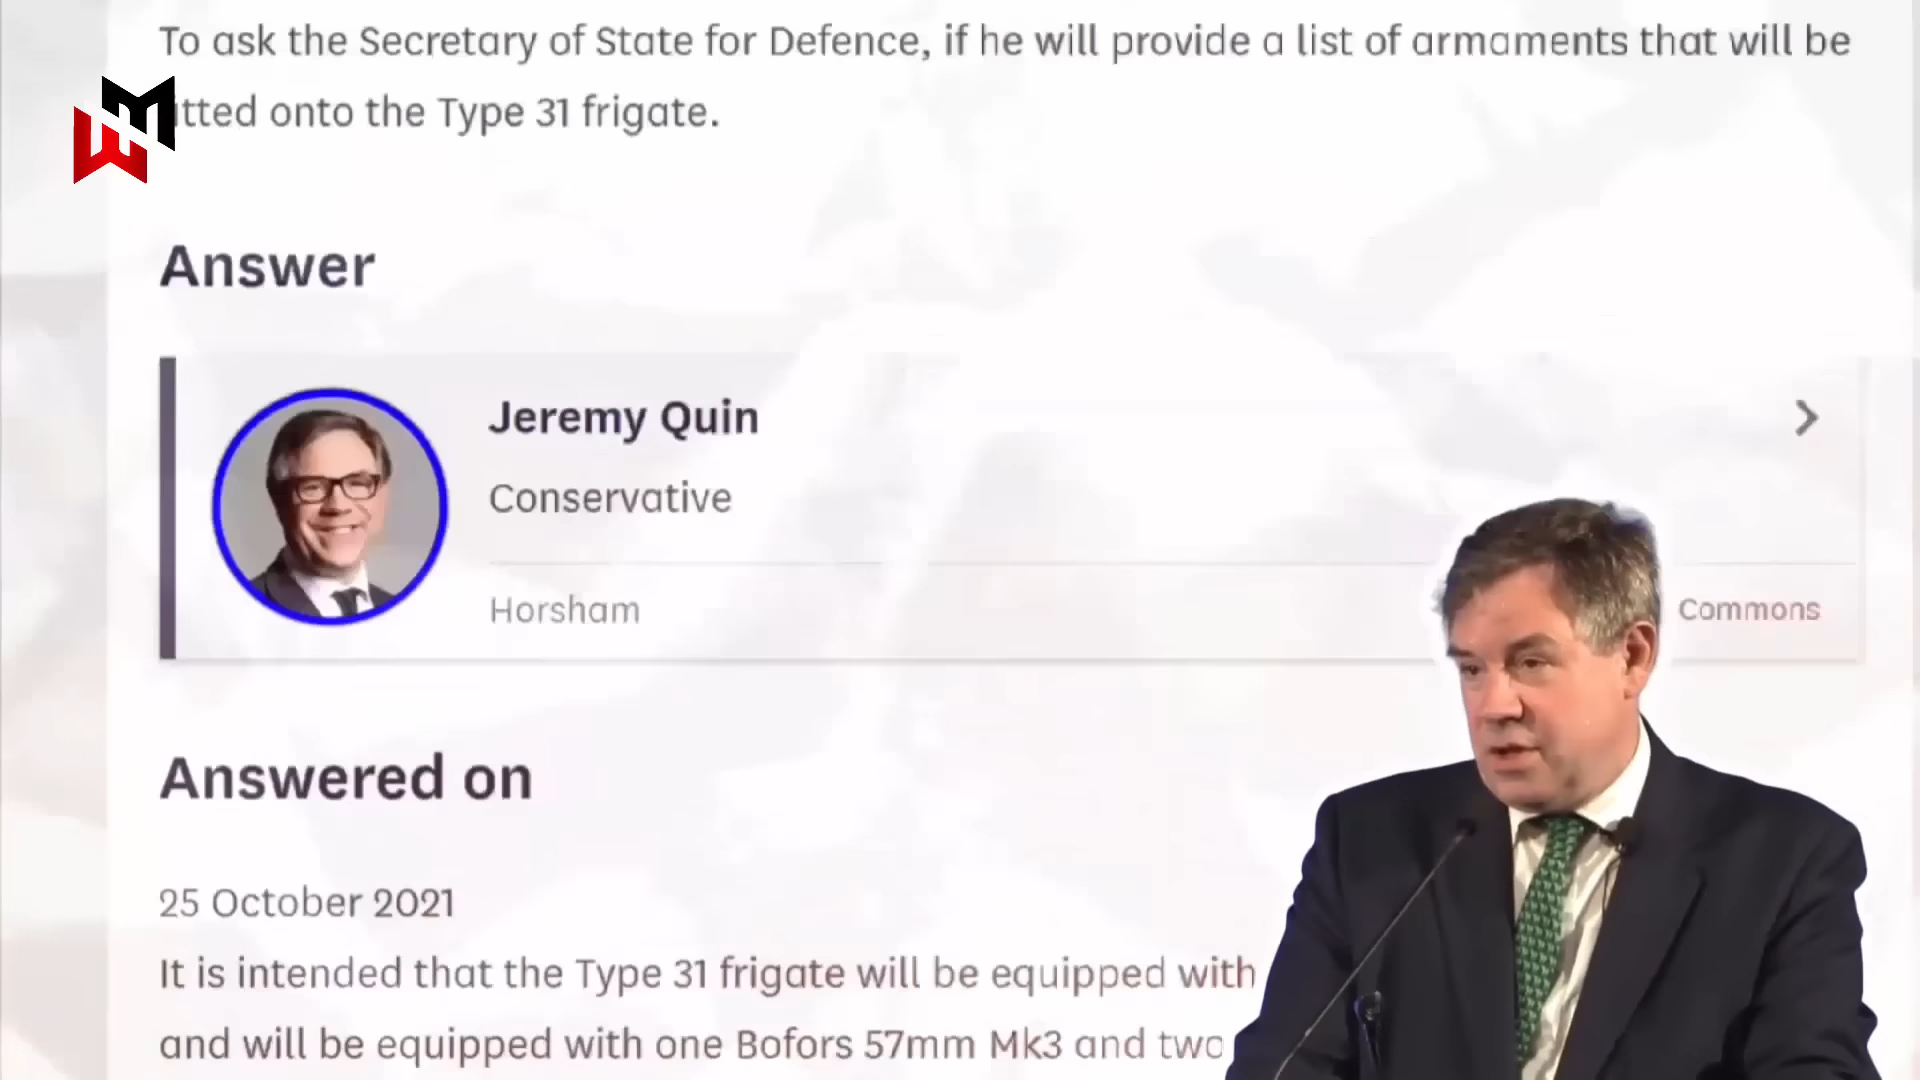 To ask the Secretary of State for Defence, if he will provide a list of armaments that will be
itted onto the Type 31 frigate.
Answer
Jeremy Quin
Conservative
Horsham
Commons
Answered on
25 October 2021
It is intended that the Type 31 frigate will be equipped with
and will be equipped with one Bofors 57mm Mk3 and two